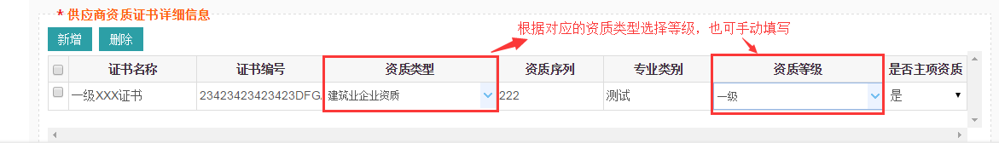 * 供应商资质证书详细信息
根据对应的资质类型选择等级，也可手动填写
新增 删除
证书名称 证书编号 资质类型 资质序列 专业类别 资质等级 是否主项资质
一级XXX证书 23423423423423DFG 建筑业企业资质 222 测试 一级 是